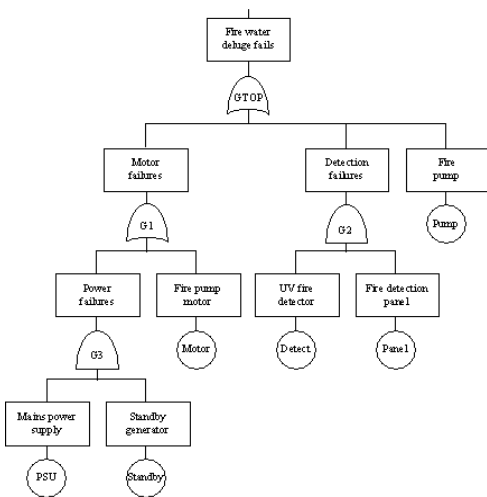 Fire water
deluge fails
GTOP
Motor
failures
Detection
failures
Fire
pump
G1
G2
Pump
Power
failures
Fire pump
motor
UV fire
detector
Fire detection
panel
Motor
Detect
Panel
G3
Mains power
supply
Standby
generator
PSU
Standby